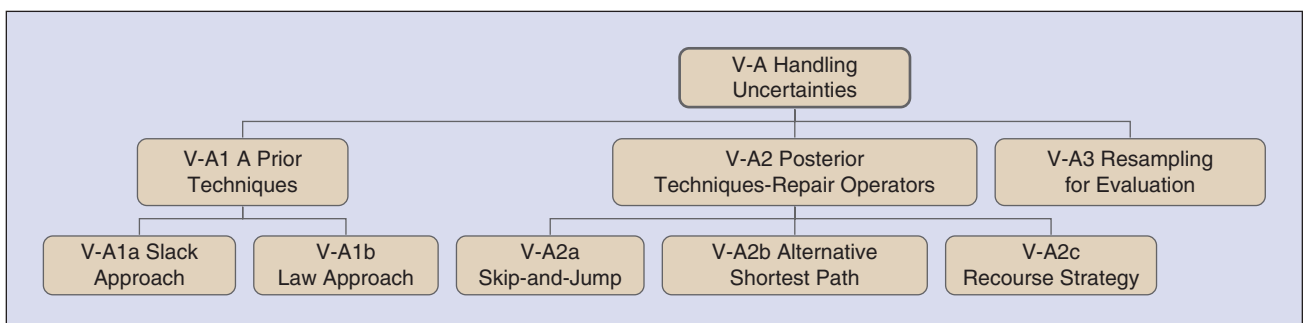 V-A Handling
Uncertainties
V-A1 A Prior
Techniques
V-A2 Posterior
Techniques-Repair Operators
V-A3 Resampling
for Evaluation
V-A1a Slack
Approach
V-A1b
Law Approach
V-A2a
Skip-and-Jump
V-A2b Alternative
Shortest Path
V-A2c
Recourse Strategy